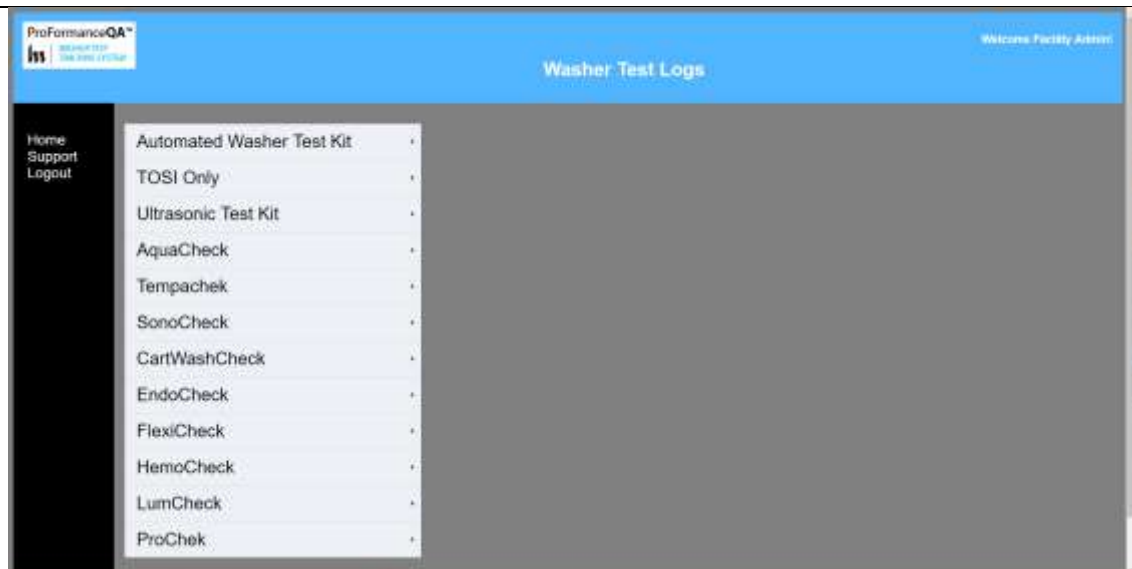 ProFormanceQA™
Welcome Facility Admin!
Washer Test Logs
Home
Support
Logout
Automated Washer Test Kit
TOSI Only
Ultrasonic Test Kit
AquaCheck
Tempachek
SonoCheck
CartWashCheck
EndoCheck
FlexiCheck
HemoCheck
LumCheck
ProChek